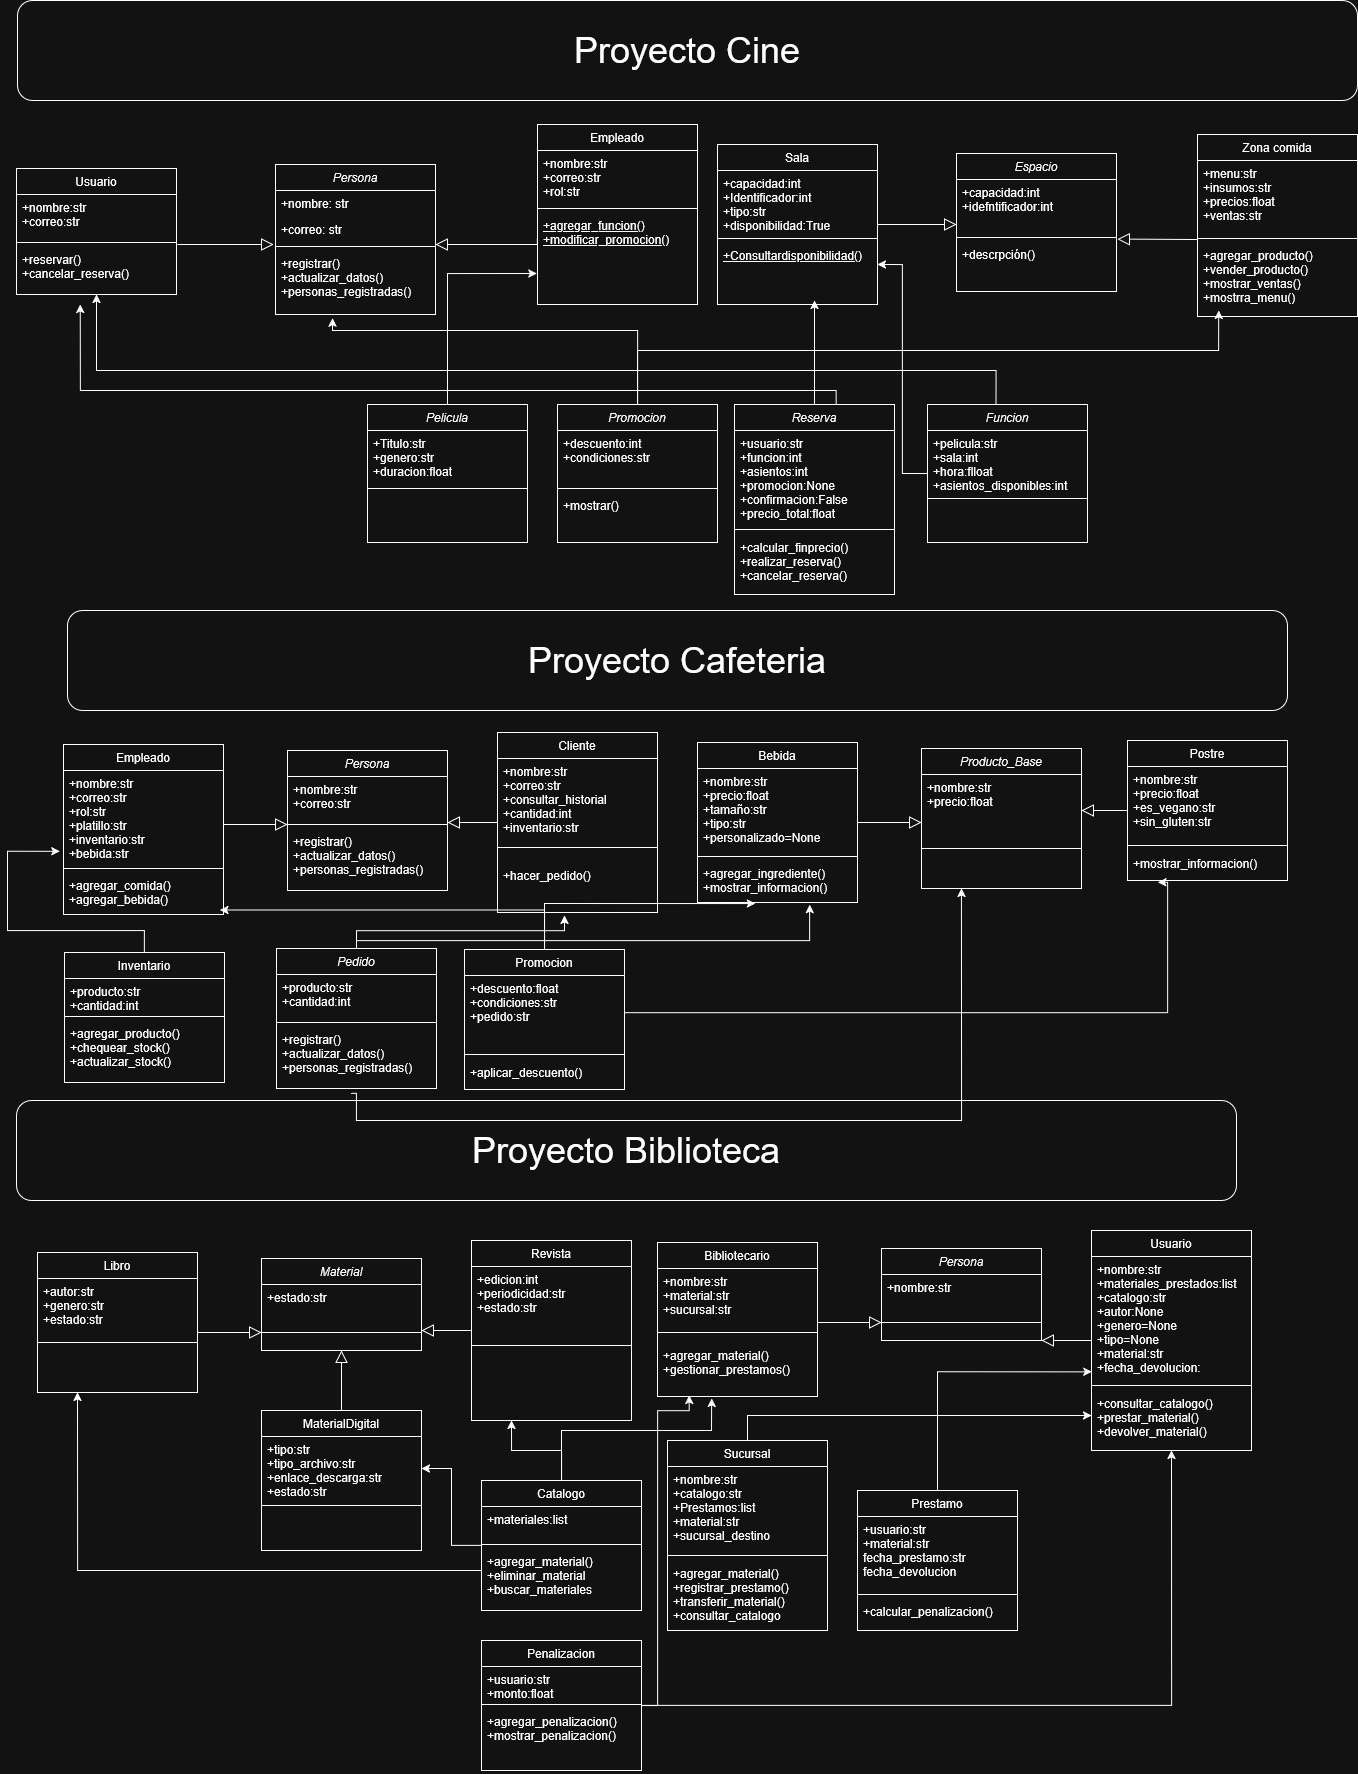 Proyecto Cine
Usuario
+nombre:str
+correo:str
+reservar()
+cancelar_reserva()
Persona
+nombre: str
+correo: str
+registrar()
+actualizar_datos()
+personas_registradas()
Empleado
+nombre:str
+correo:str
+rol:str
+agregar_funcion()
+modificar_promocion()
Sala
+capacidad:int
+Identificador:int
+tipo:str
+disponibilidad:True
+Consultardisponibilidad()
Espacio
+capacidad:int
+idefntificador:int
+descrpción()
Zona comida
+menu:str
+insumos:str
+precios:float
+ventas:str
+agregar_producto()
+vender_producto()
+mostrar_ventas()
+mostrra_menu()
Pelicula
+Titulo:str
+genero:str
+duracion:float
Promocion
+descuento:int
+condiciones:str
+mostrar()
Reserva
+usuario:str
+funcion:int
+asientos:int
+promocion:None
+confirmacion:False
+precio_total:float
+calcular_finprecio()
+realizar_reserva()
+cancelar_reserva()
Funcion
+pelicula:str
+sala:int
+hora:flloat
+asientos_disponibles:int
Proyecto Cafeteria
Empleado
+nombre:str
+correo:str
+rol:str
+platillo:str
+inventario:str
+bebida:str
+agregar_comida()
+agregar_bebida()
Persona
+nombre:str
+correo:str
+registrar()
+actualizar_datos()
+personas_registradas()
Cliente
+nombre:str
+correo:str
+consultar_historial
+cantidad:int
+inventario:str
+hacer_pedido()
Bebida
+nombre:str
+precio:float
+tamaño:str
+tipo:str
+personalizado=None
+agregar_ingrediente()
+mostrar_informacion()
Producto_Base
+nombre:str
+precio:float
Postre
+nombre:str
+precio:float
+es_vegano:str
+sin_gluten:str
+mostrar_informacion()
Inventario
+producto:str
+cantidad:int
+agregar_producto()
+chequear_stock()
+actualizar_stock()
Pedido
+producto:str
+cantidad:int
+registrar()
+actualizar_datos()
+personas_registradas()
Promocion
+descuento:float
+condiciones:str
+pedido:str
+aplicar_descuento()
Proyecto Biblioteca
Libro
+autor:str
+genero:str
+estado:str
Material
+estado:str
Revista
+edicion:int
+periodicidad:str
+estado:str
Bibliotecario
+nombre:str
+material:str
+sucursal:str
+agregar_material()
+gestionar_prestamos()
Persona
+nombre:str
Usuario
+nombre:str
+materiales_prestados:list
+catalogo:str
+autor:None
+genero=None
+tipo=None
+material:str
+fecha_devolucion:
+consultar_catalogo()
+prestar_material()
+devolver_material()
MaterialDigital
+tipo:str
+tipo_archivo:str
+enlace_descarga:str
+estado:str
Catalogo
+materiales:list
+agregar_material()
+eliminar_material
+buscar_materiales
Sucursal
+nombre:str
+catalogo:str
+Prestamos:list
+material:str
+sucursal_destino
+agregar_material()
+registrar_prestamo()
+transferir_material()
+consultar_catalogo
Prestamo
+usuario:str
+material:str
fecha_prestamo:str
fecha_devolucion
+calcular_penalizacion()
Penalizacion
+usuario:str
+monto:float
+agregar_penalizacion()
+mostrar_penalizacion()